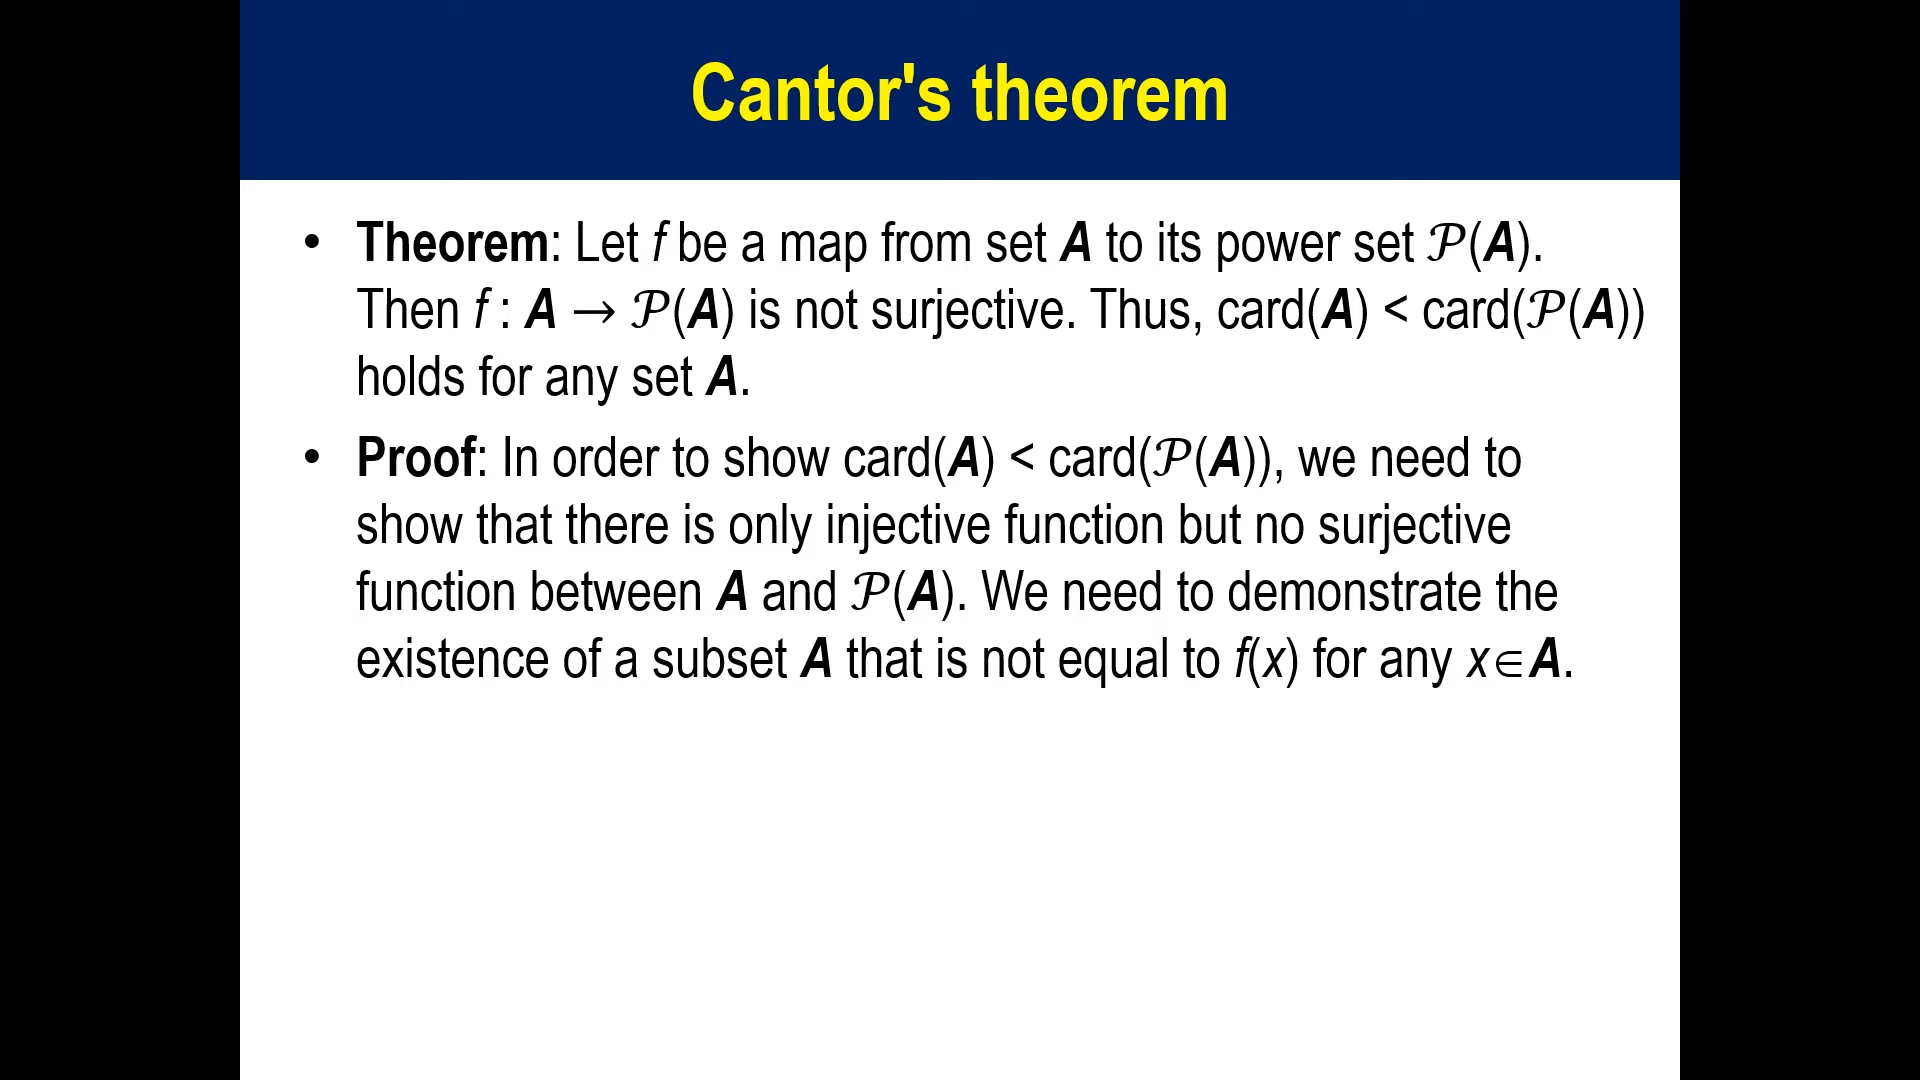 Cantor's theorem
• Theorem: Let f be a map from set A to its power set 𝒫(A).
Then f : A → 𝒫(A) is not surjective. Thus, card(A) < card(𝒫(A))
holds for any set A.
• Proof: In order to show card(A) < card(𝒫(A)), we need to
show that there is only injective function but no surjective
function between A and 𝒫(A). We need to demonstrate the
existence of a subset A that is not equal to f(x) for any x∈A.